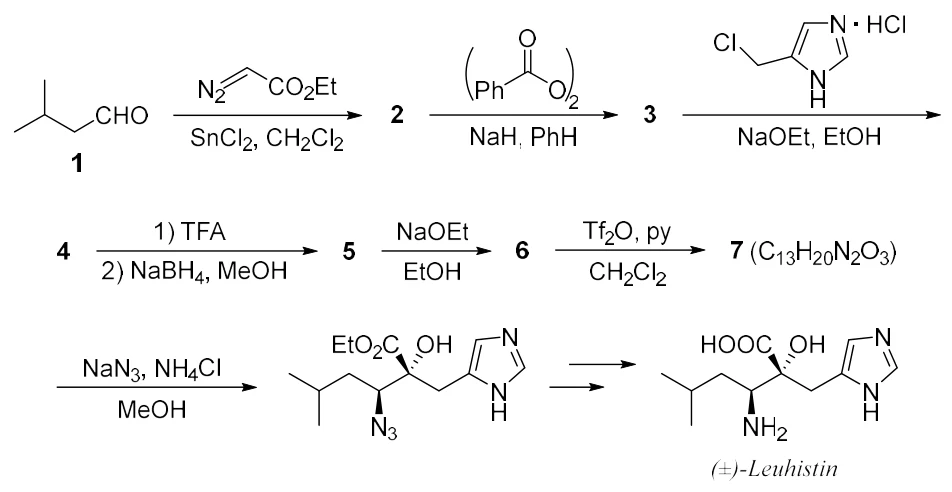 O
Cl
N · HCl
N
H
N₂
CO₂Et
( Ph O )₂
CHO
1
SnCl₂, CH₂Cl₂
2
NaH, PhH
3
NaOEt, EtOH
4
1) TFA
2) NaBH₄, MeOH
5
NaOEt
EtOH
6
Tf₂O, py
CH₂Cl₂
7 (C₁₃H₂₀N₂O₃)
NaN₃, NH₄Cl
MeOH
EtO₂C OH
N
N
H
N₃
HOOC OH
N
N
H
NH₂
(±)-Leuhistin